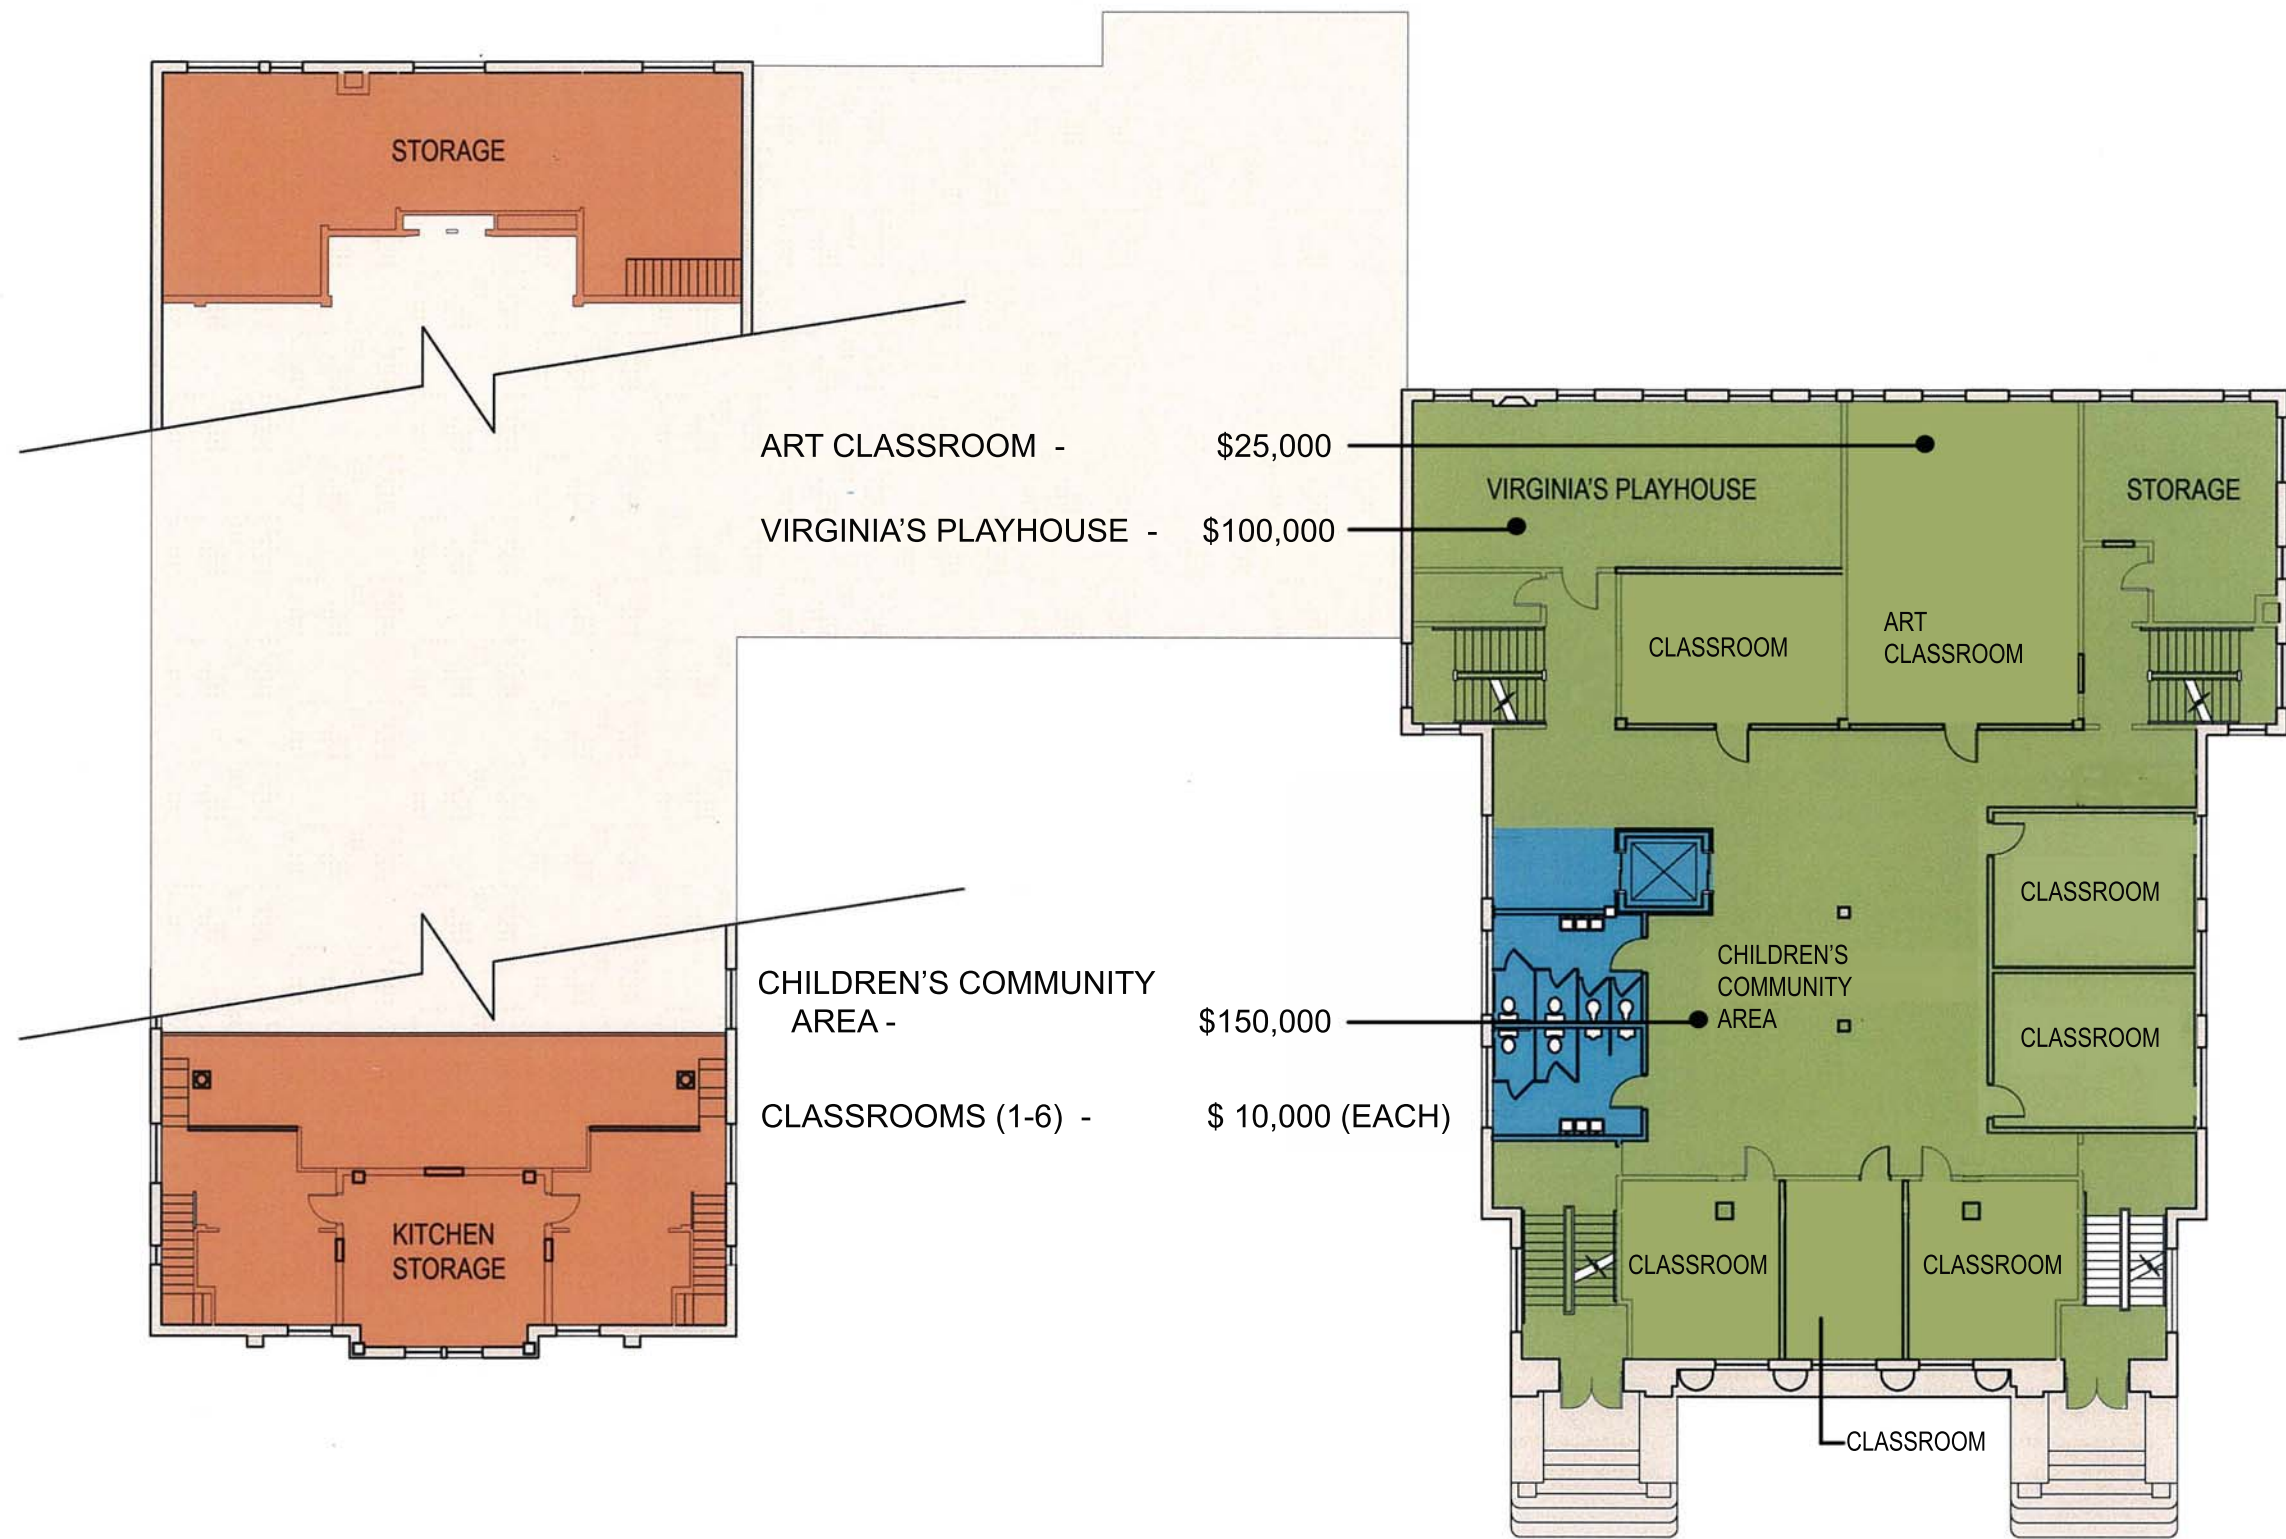 STORAGE
ART CLASSROOM - $25,000
VIRGINIA'S PLAYHOUSE - $100,000
VIRGINIA'S PLAYHOUSE
STORAGE
CLASSROOM
ART
CLASSROOM
CLASSROOM
CHILDREN'S COMMUNITY
AREA - $150,000
CHILDREN'S
COMMUNITY
AREA
CLASSROOM
CLASSROOMS (1-6) - $ 10,000 (EACH)
KITCHEN
STORAGE
CLASSROOM
CLASSROOM
CLASSROOM